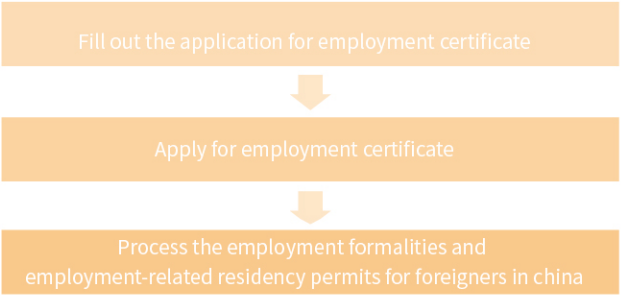 Fill out the application for employment certificate
Apply for employment certificate
Process the employment formalities and
employment-related residency permits for foreigners in china